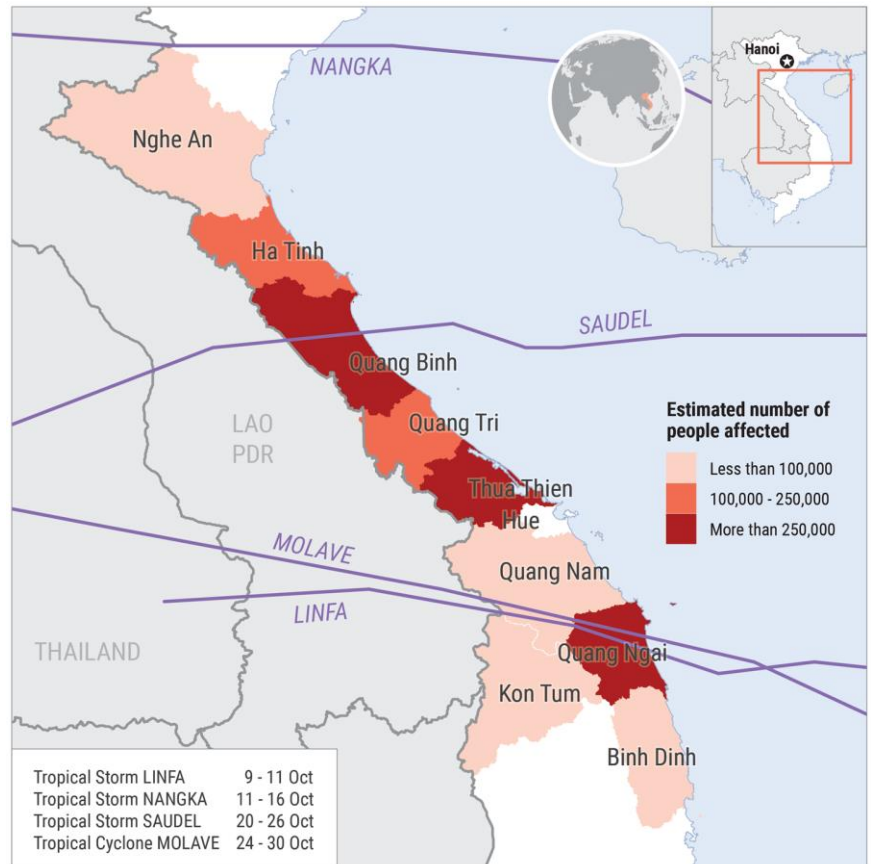 NANGKA
Hanoi
Nghe An
Ha Tinh
SAUDEL
Quang Binh
Quang Tri
LAO
PDR
Estimated number of
people affected
Less than 100,000
100,000 - 250,000
More than 250,000
Thua Thien
Hue
MOLAVE
Quang Nam
LINFA
THAILAND
Quang Ngai
Kon Tum
Binh Dinh
Tropical Storm LINFA 9 - 11 Oct
Tropical Storm NANGKA 11 - 16 Oct
Tropical Storm SAUDEL 20 - 26 Oct
Tropical Cyclone MOLAVE 24 - 30 Oct